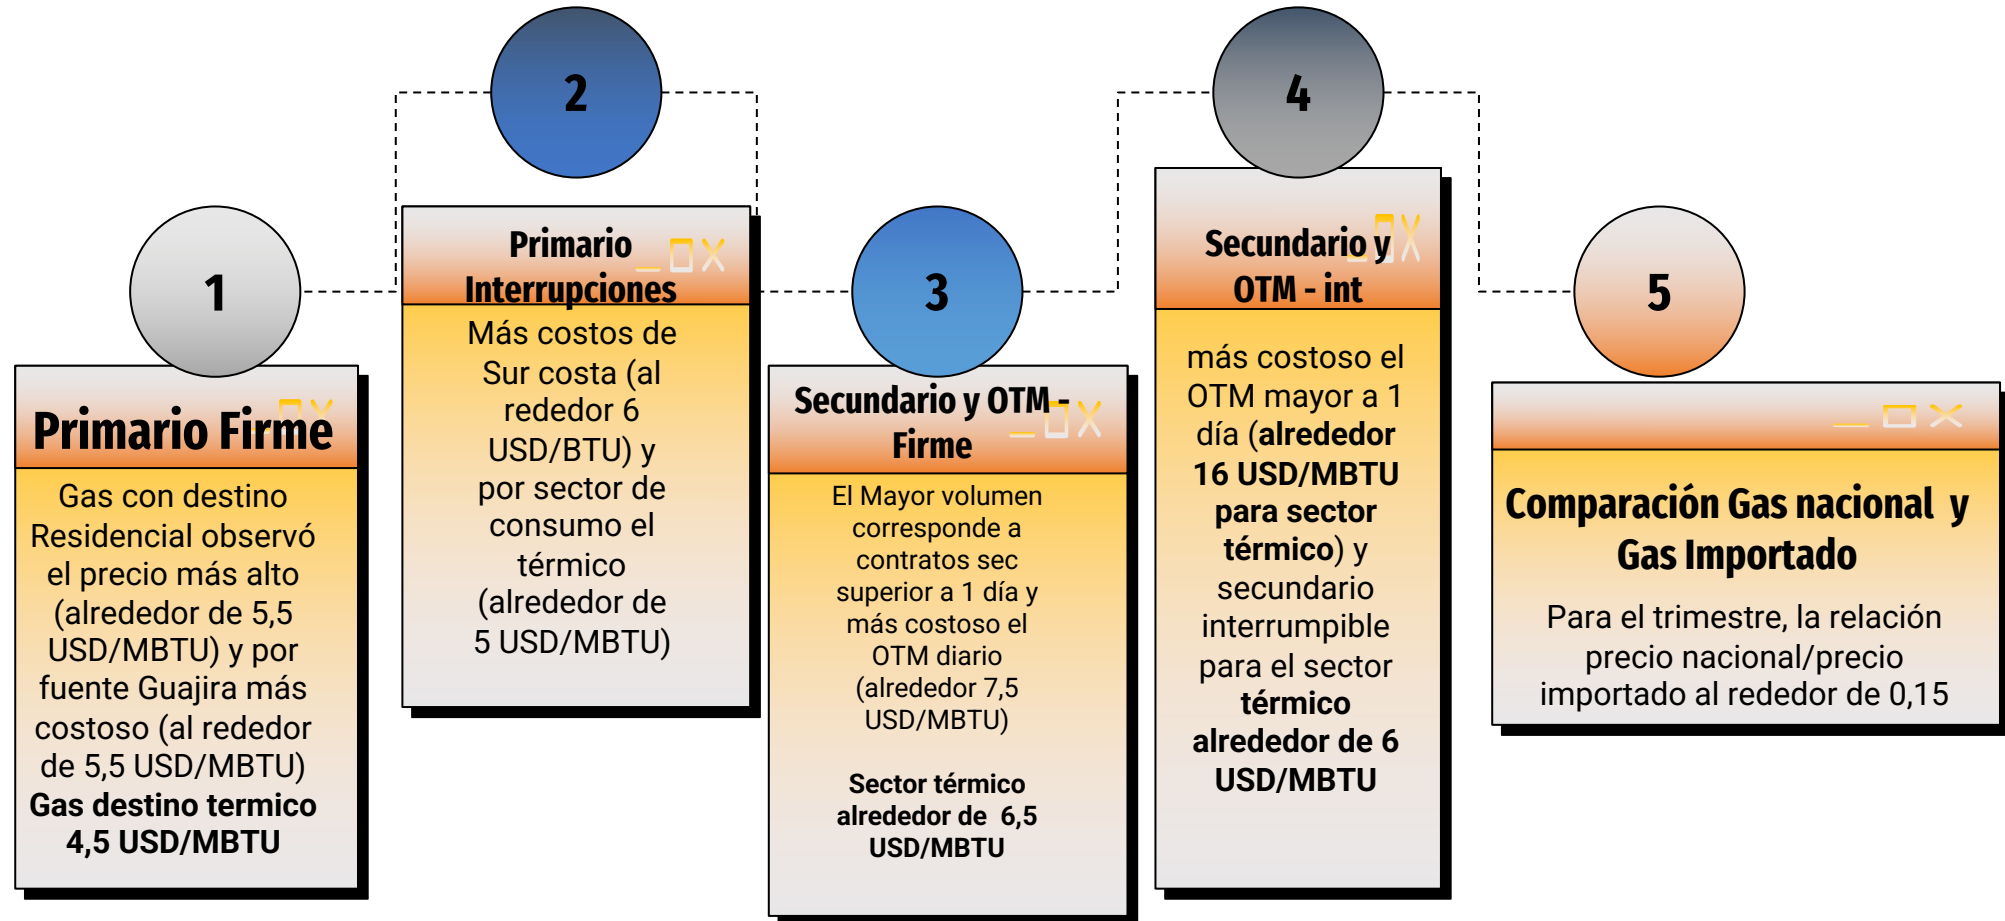 1
Primario Firme
Gas con destino
Residencial observó
el precio más alto
(alrededor de 5,5
USD/MBTU) y por
fuente Guajira más
costoso (al rededor
de 5,5 USD/MBTU)
Gas destino termico
4,5 USD/MBTU
2
Primario
Interrupciones
Más costos de
Sur costa (al
rededor 6
USD/BTU) y
por sector de
consumo el
térmico
(alrededor de
5 USD/MBTU)
3
Secundario y OTM -
Firme
El Mayor volumen
corresponde a
contratos sec
superior a 1 día y
más costoso el
OTM diario
(alrededor 7,5
USD/MBTU)
Sector térmico
alrededor de  6,5
USD/MBTU
4
Secundario y
OTM - int
más costoso el
OTM mayor a 1
día (alrededor
16 USD/MBTU
para sector
térmico) y
secundario
interrumpible
para el sector
térmico
alrededor de 6
USD/MBTU
5
Comparación Gas nacional  y
Gas Importado
Para el trimestre, la relación
precio nacional/precio
importado al rededor de 0,15